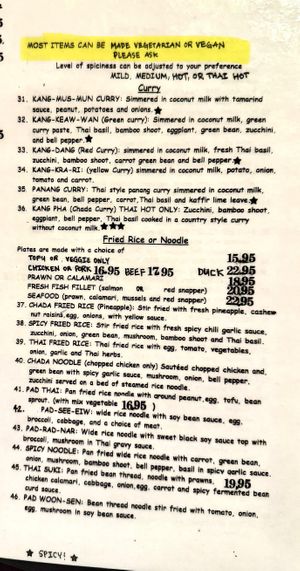 MOST ITEMS CAN BE MADE VEGETARIAN OR VEGAN
PLEASE ASK
Level of spiciness can be adjusted to your preference
MILD, MEDIUM, HOT, OR THAI HOT
Curry
31. KANG-MUS-MUN CURRY: Simmered in coconut milk with tamarind
sauce, peanut, potatoes and onions.★
32. KANG-KEAW-WAN (Green curry): Simmered in coconut milk, green
curry paste, Thai basil, bamboo shoot, eggplant, green bean, zucchini,
and bell pepper.★
33. KANG-DANG (Red Curry): simmered in coconut milk, fresh Thai basil,
zucchini, bamboo shoot, carrot green bean and bell pepper.★
34. KANG-KRA-RI: (yellow Curry) simmered in coconut milk, potato, onion,
tomato and carrot.
35. PANANG CURRY: Thai style panang curry simmered in coconut milk,
green bean, bell pepper, carrot,Thai basil and kaffir lime leave.★
36. KANG PHA (Chada Curry) THAI HOT ONLY: Zucchini, bamboo shoot,
eggplant, bell pepper, Thai basil cooked in a country style curry
without coconut milk.★★★
Fried Rice or Noodle
Plates are made with a choice of
TOFU OR VEGGIE ONLY 15.95
CHICKEN OR PORK 16.95 BEEF 17.95 DUCK 22.95
PRAWN OR CALAMARI 18.95
FRESH FISH FILLET (salmon OR red snapper) 20.95
SEAFOOD (prawn, calamari, mussels and red snapper) 22.95
37. CHADA FRIED RICE (Pineapple): Stir fried with fresh pineapple, cashew
nut raisins,egg, onions, with yellow sauce.
38. SPICY FRIED RICE: Stir fried rice with fresh spicy chili garlic sauce,
zucchini, onion, green bean, mushroom, bamboo shoot and Thai basil.
39. THAI FRIED RICE: Thai fried rice with egg, tomato, vegetables,
onion, garlic and Thai herbs.
40. CHADA NOODLE (chopped chicken only) Sautéed chopped chicken and,
green bean with spicy garlic sauce, mushroom, onion, bell pepper,
zucchini served on a bed of steamed rice noodle.
41. PAD THAI: Pan fried rice noodle with around peanut,egg, tofu, bean
sprout. (with mix vegetable 16.95 )
42. PAD-SEE-EIW: wide rice noodle with soy bean sauce, egg,
broccoli, cabbage, and a choice of meat.
43. PAD-RAD-NAR: Wide rice noodle with sweet black soy sauce top with
broccoli, mushroom in Thai gravy sauce.
44. SPICY NOODLE: Pan fried wide rice noodle with carrot, green bean,
onion, mushroom, bamboo shoot, bell pepper, basil in spicy garlic sauce.
45. THAI SUKI: Pan fried bean thread, noodle with prawns, 19,95
chicken calamari, cabbage, onion,egg, carrot and spicy fermented bean
curd sauce.
46. PAD WOON-SEN: Bean thread noodle stir fried with tomato, onion,
egg, mushroom in soy bean sauce.
★ SPICY! ★